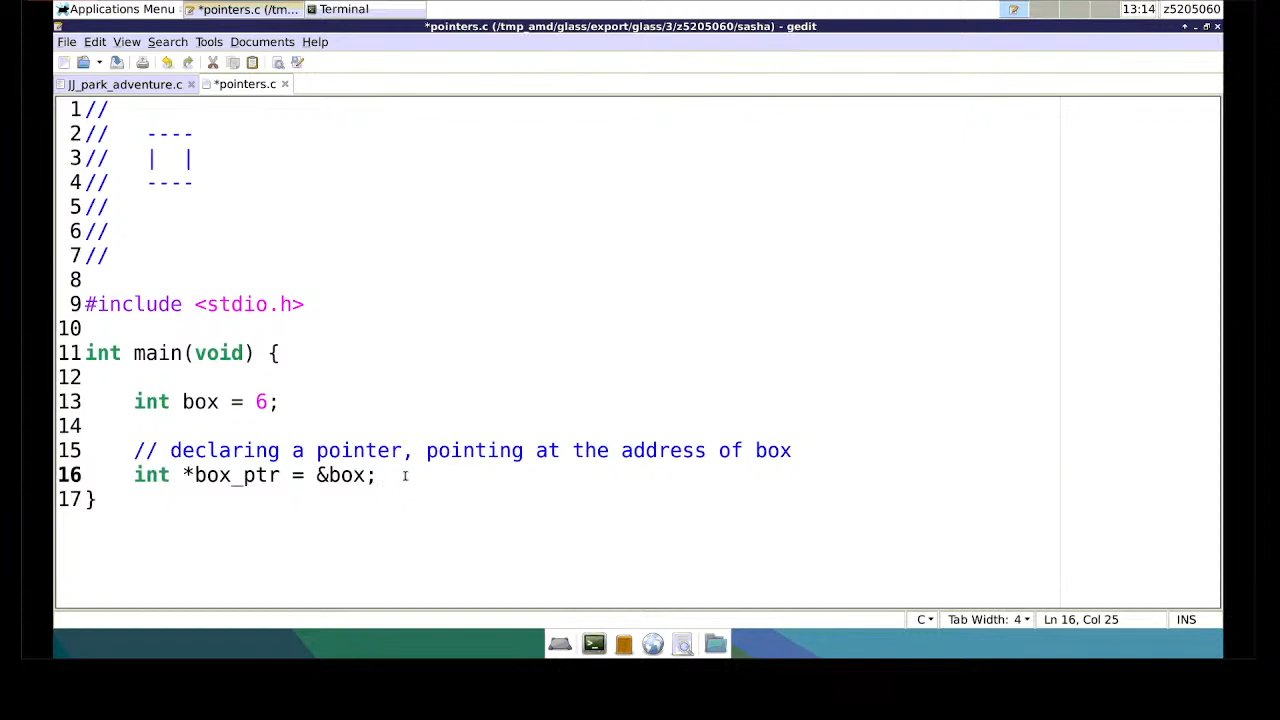 Applications Menu *pointers.c (/tm... Terminal 13:14 z5205060
*pointers.c (/tmp_amd/glass/export/glass/3/z5205060/sasha) - gedit
File Edit View Search Tools Documents Help
JJ_park_adventure.c *pointers.c
1//
2//   ----
3//   |  |
4//   ----
5//
6//
7//
8
9#include <stdio.h>
10
11int main(void) {
12
13    int box = 6;
14
15    // declaring a pointer, pointing at the address of box
16    int *box_ptr = &box;
17}
C Tab Width: 4 Ln 16, Col 25 INS